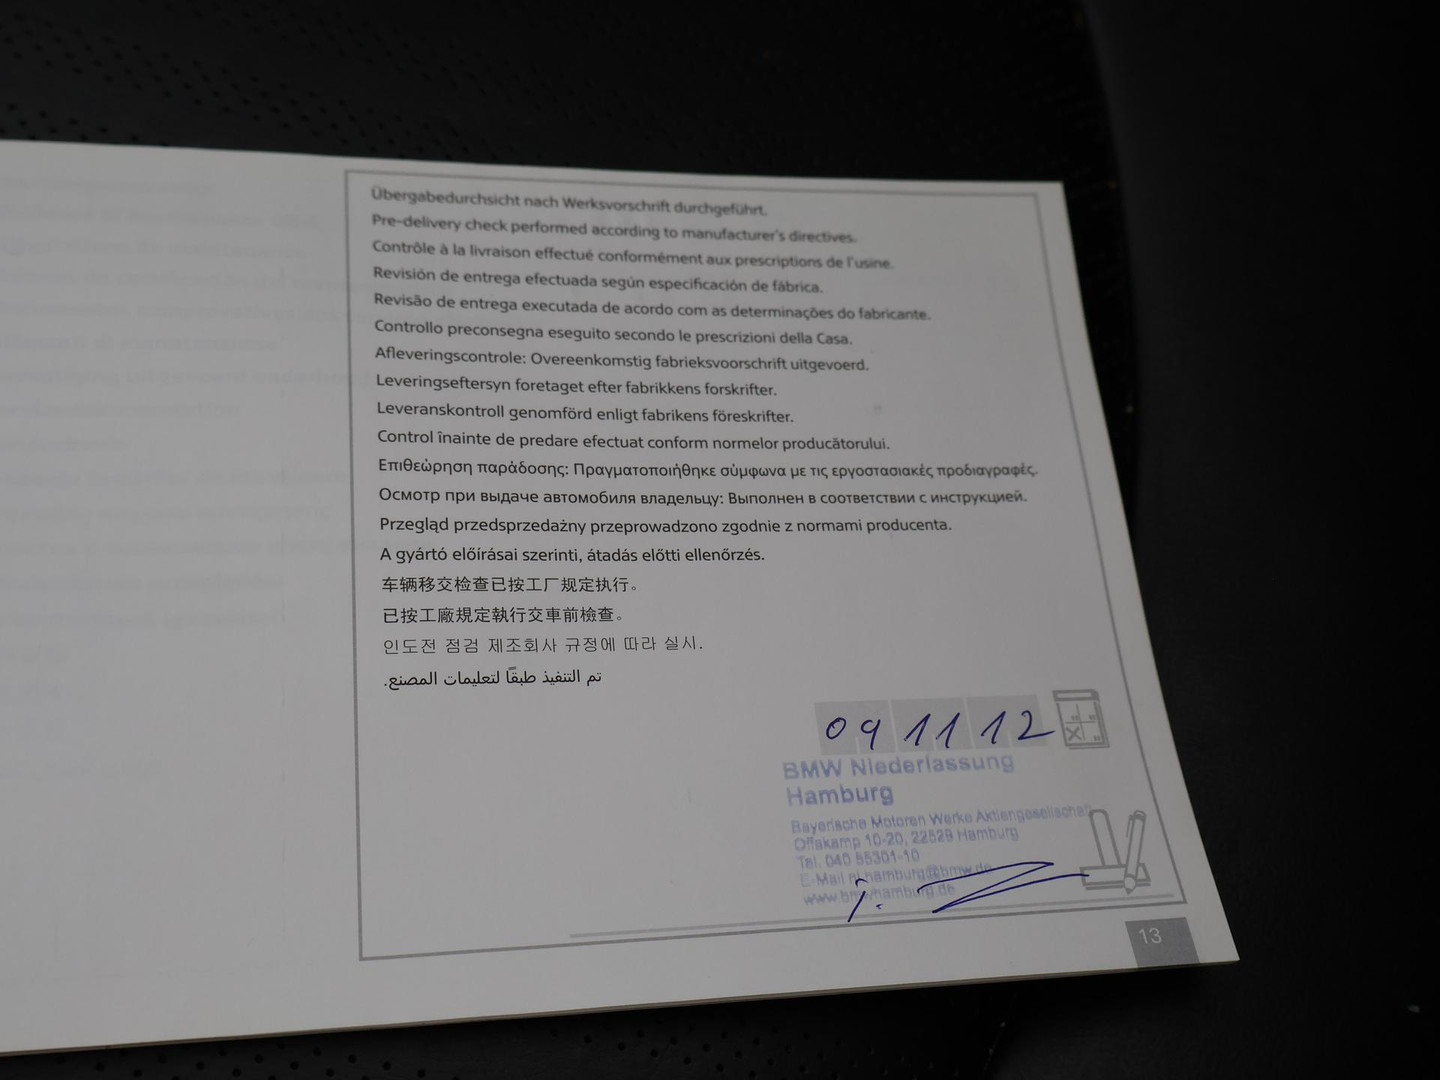 Übergabedurchsicht nach Werksvorschrift durchgeführt.
Pre-delivery check performed according to manufacturer's directives.
Contrôle à la livraison effectué conformément aux prescriptions de l'usine.
Revisión de entrega efectuada según especificación de fábrica.
Revisão de entrega executada de acordo com as determinações do fabricante.
Controllo preconsegna eseguito secondo le prescrizioni della Casa.
Afleveringscontrole: Overeenkomstig fabrieksvoorschrift uitgevoerd.
Leveringseftersyn foretaget efter fabrikkens forskrifter.
Leveranskontroll genomförd enligt fabrikens föreskrifter.
Control înainte de predare efectuat conform normelor producătorului.
Επιθεώρηση παράδοσης: Πραγματοποιήθηκε σύμφωνα με τις εργοστασιακές προδιαγραφές.
Осмотр при выдаче автомобиля владельцу: Выполнен в соответствии с инструкцией.
Przegląd przedsprzedażny przeprowadzono zgodnie z normami producenta.
A gyártó előírásai szerinti, átadás előtti ellenőrzés.
车辆移交检查已按工厂规定执行。
已按工廠規定執行交車前檢查。
인도전 점검 제조회사 규정에 따라 실시.
تم التنفيذ طبقًا لتعليمات المصنع.
09 11 12
BMW Niederlassung
Hamburg
Bayerische Motoren Werke Aktiengesellschaft
Offakamp 10-20, 22529 Hamburg
Tel. 040 55301-10
E-Mail nl.hamburg@bmw.de
www.bmwhamburg.de
13